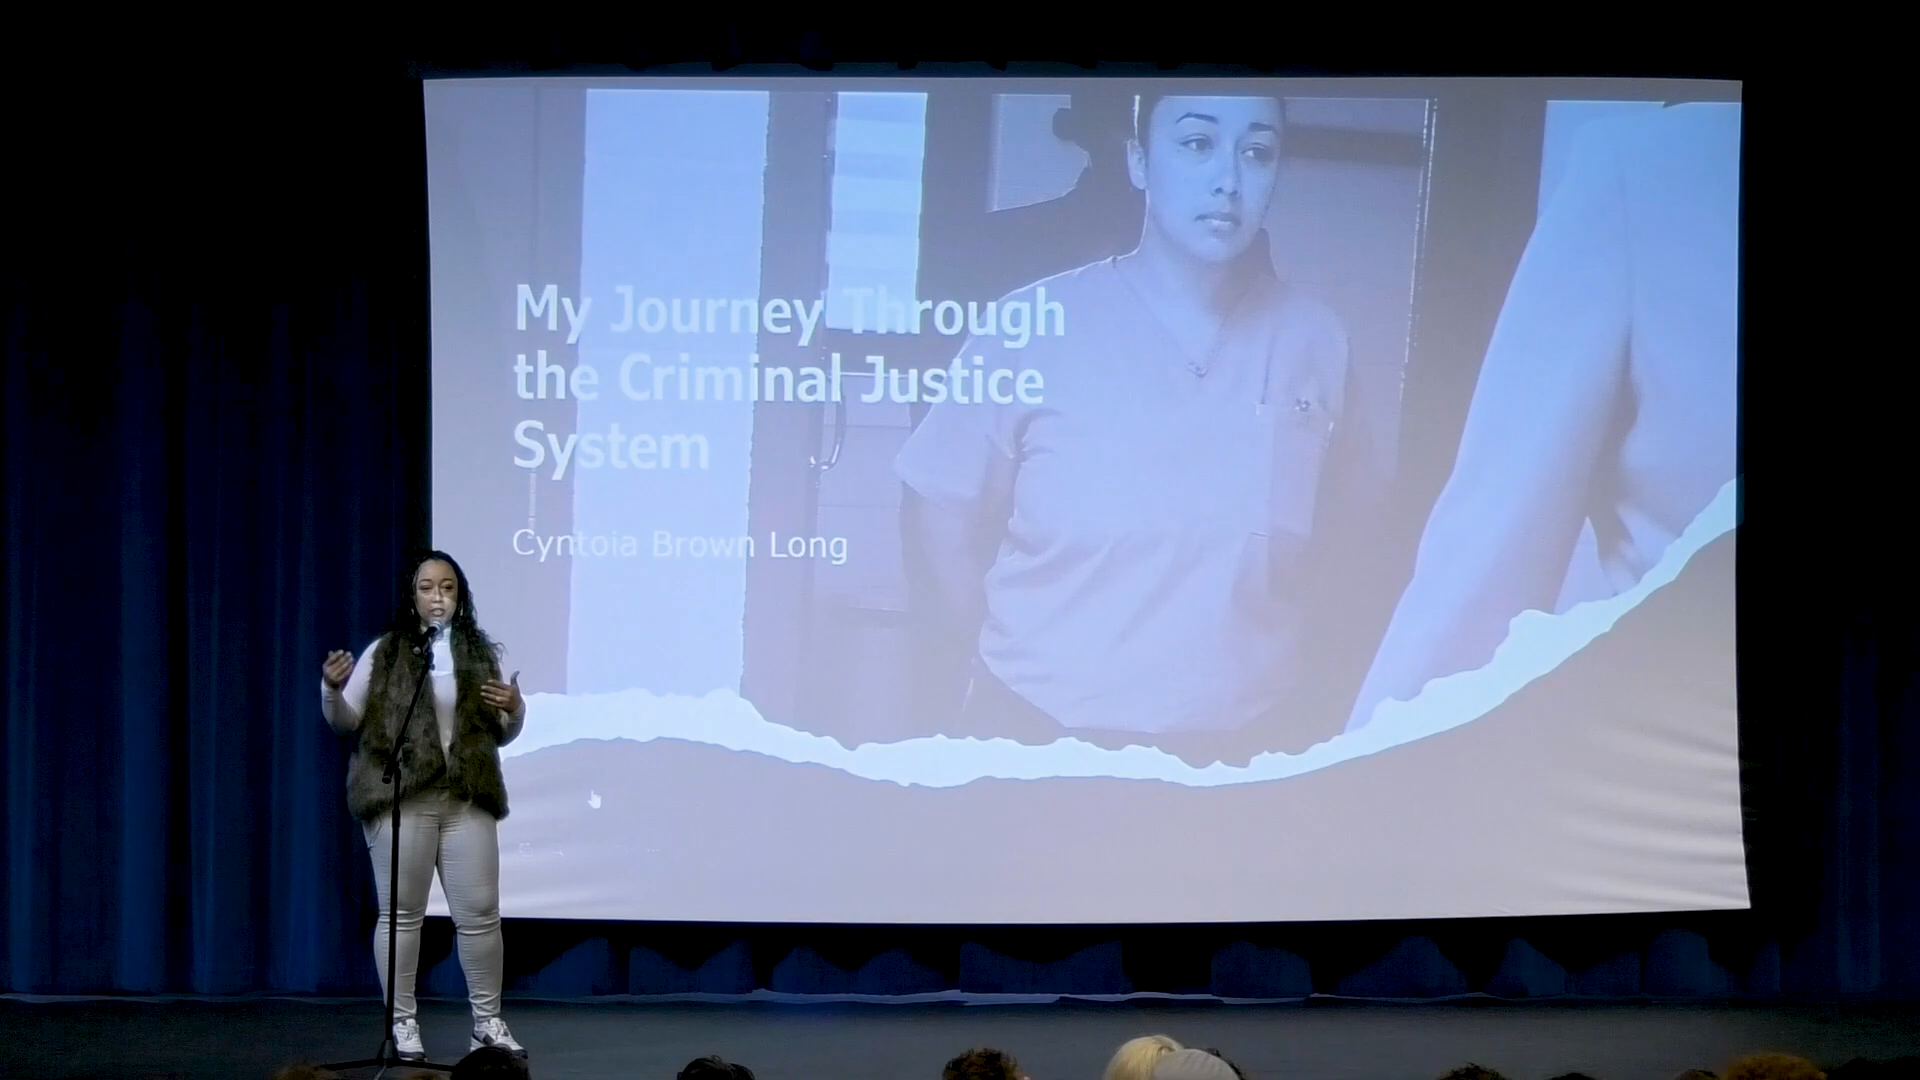 My Journey Through
the Criminal Justice
System
Cyntoia Brown Long